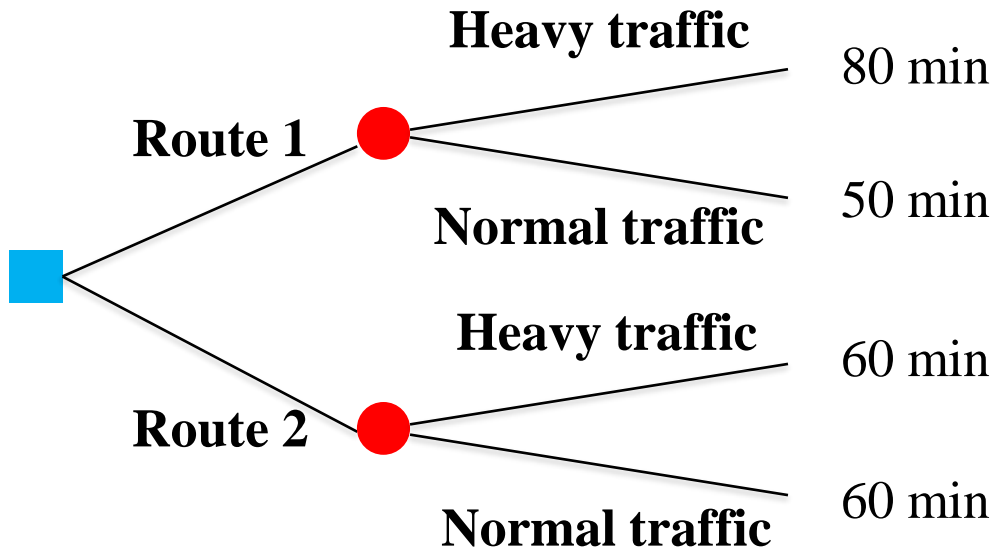 Heavy traffic
80 min
Route 1
50 min
Normal traffic
Heavy traffic
60 min
Route 2
60 min
Normal traffic